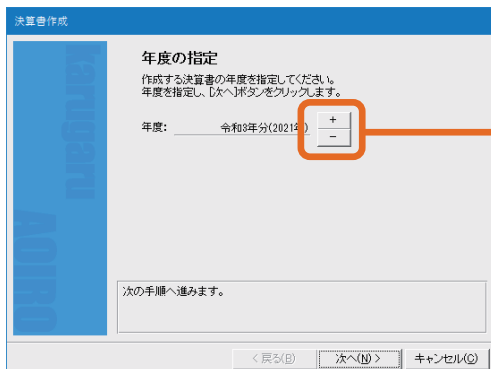 決算書作成
karugaru
AOIRO
年度の指定
作成する決算書の年度を指定してください。
年度を指定し、[次へ]ボタンをクリックします。
年度: 令和3年分(2021年)
+
-
次の手順へ進みます。
< 戻る(B) 次へ(N) > キャンセル(C)